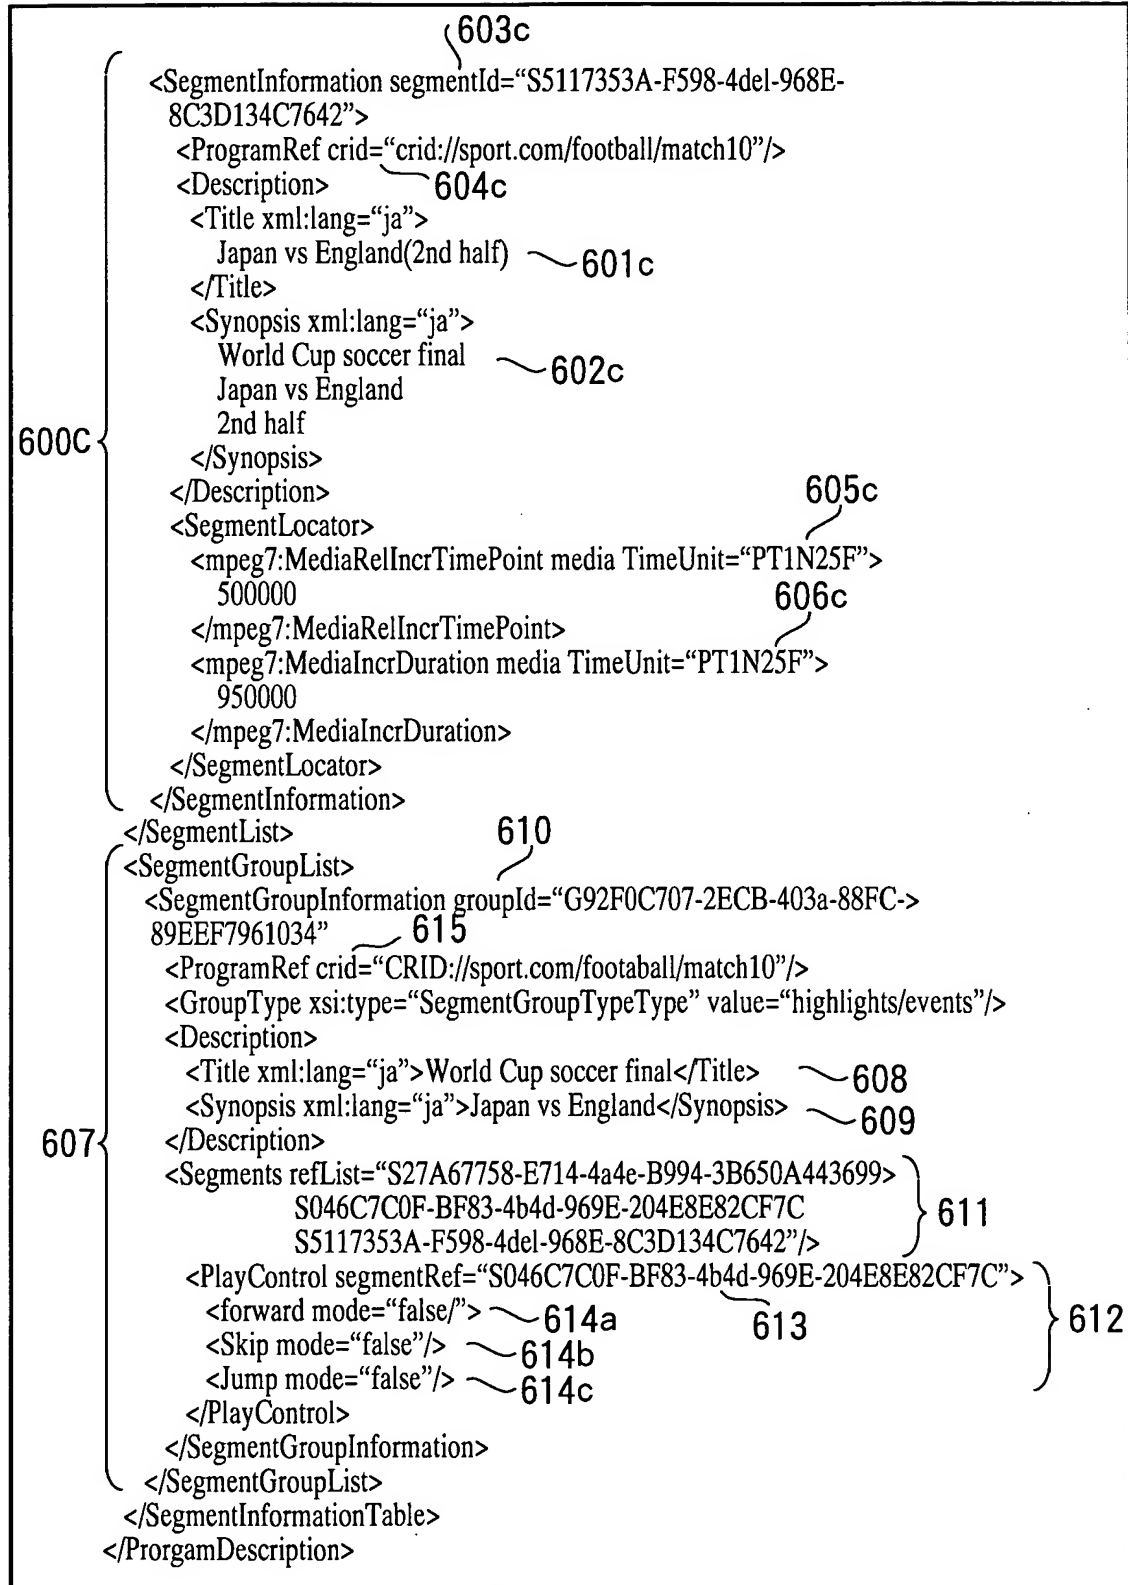 603c
<SegmentInformation segmentId=“S5117353A-F598-4del-968E-
8C3D134C7642”>
<ProgramRef crid=“crid://sport.com/football/match10”/>
<Description> 604c
<Title xml:lang=“ja”>
Japan vs England(2nd half) 601c
</Title>
<Synopsis xml:lang=“ja”>
World Cup soccer final 602c
Japan vs England
2nd half
600C
</Synopsis>
</Description> 605c
<SegmentLocator>
<mpeg7:MediaRelIncrTimePoint media TimeUnit=“PT1N25F”>
500000 606c
</mpeg7:MediaRelIncrTimePoint>
<mpeg7:MediaIncrDuration media TimeUnit=“PT1N25F”>
950000
</mpeg7:MediaIncrDuration>
</SegmentLocator>
</SegmentInformation>
</SegmentList> 610
<SegmentGroupList>
<SegmentGroupInformation groupId=“G92F0C707-2ECB-403a-88FC->
89EEF7961034” 615
<ProgramRef crid=“CRID://sport.com/footaball/match10”/>
<GroupType xsi:type=“SegmentGroupTypeType” value=“highlights/events”/>
<Description>
<Title xml:lang=“ja”>World Cup soccer final</Title> 608
<Synopsis xml:lang=“ja”>Japan vs England</Synopsis> 609
607 </Description>
<Segments refList=“S27A67758-E714-4a4e-B994-3B650A443699>
S046C7C0F-BF83-4b4d-969E-204E8E82CF7C 611
S5117353A-F598-4del-968E-8C3D134C7642”/>
<PlayControl segmentRef=“S046C7C0F-BF83-4b4d-969E-204E8E82CF7C”>
<forward mode=“false/”> 614a 613 612
<Skip mode=“false”/> 614b
<Jump mode=“false”/> 614c
</PlayControl>
</SegmentGroupInformation>
</SegmentGroupList>
</SegmentInformationTable>
</ProrgamDescription>